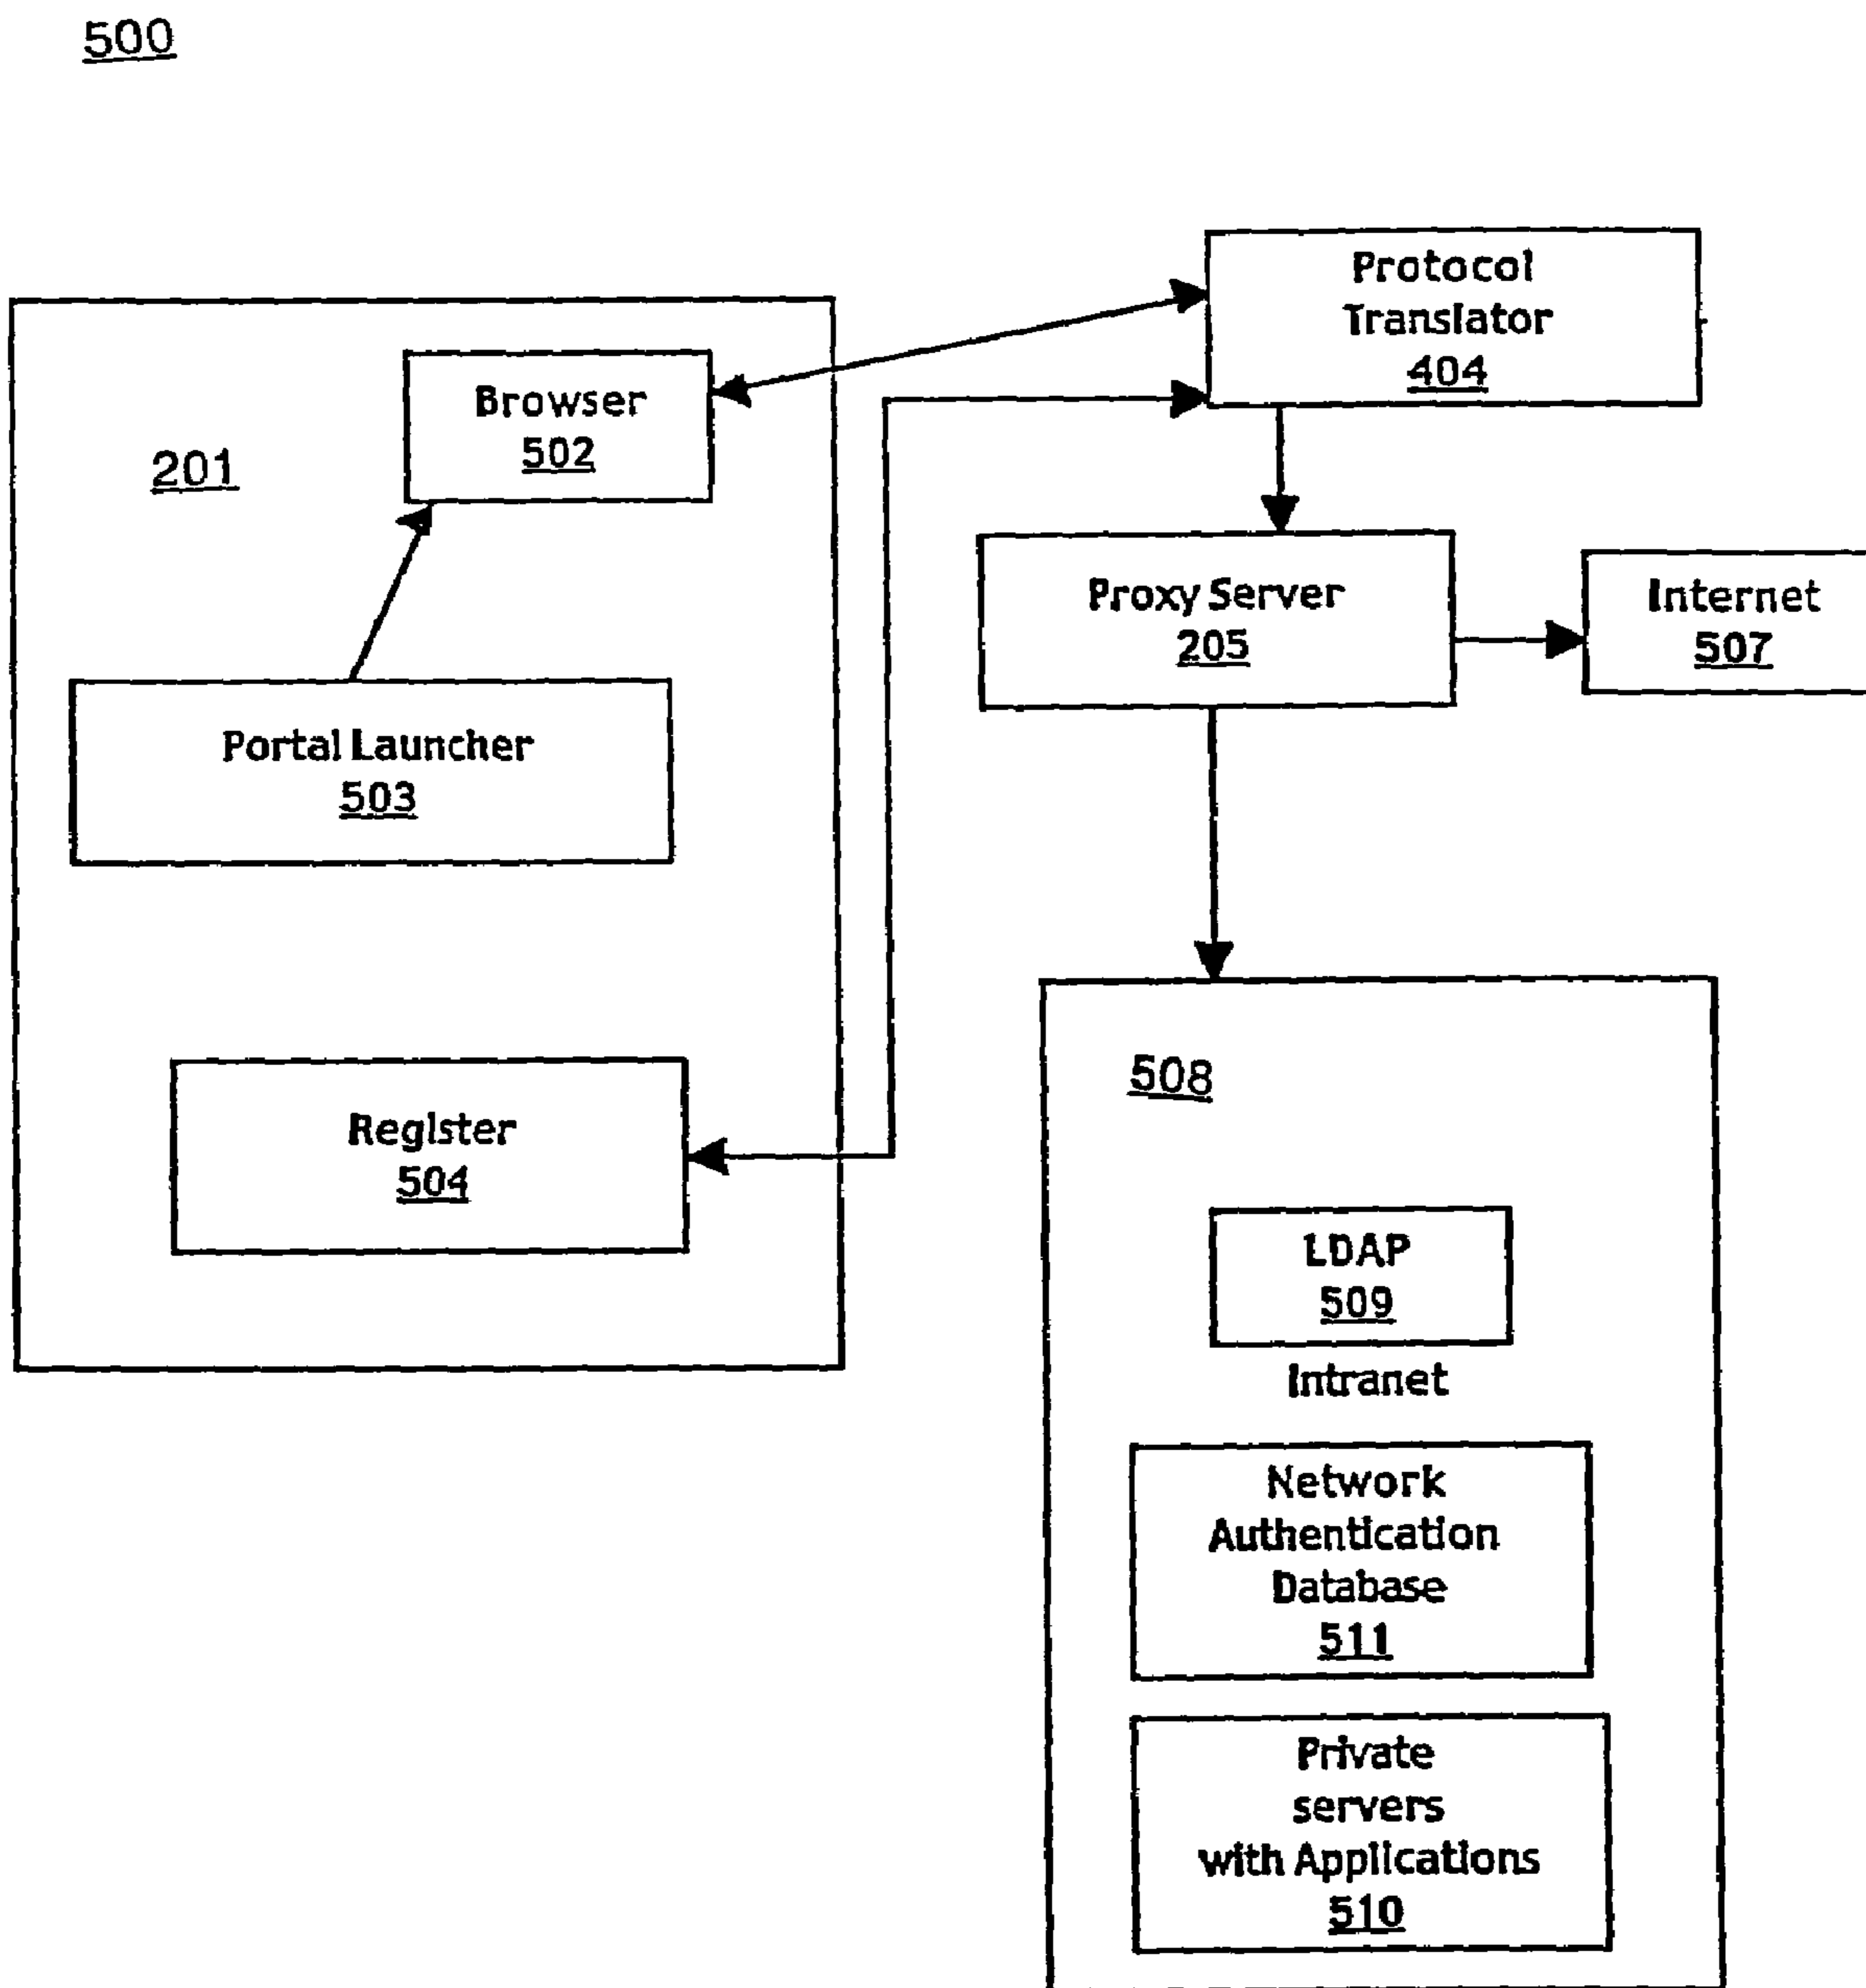 500
Protocol
Translator
404
Browser
502
201
Proxy Server
205
Internet
507
Portal Launcher
503
Register
504
508
LDAP
509
Intranet
Network
Authentication
Database
511
Private
servers
with Applications
510